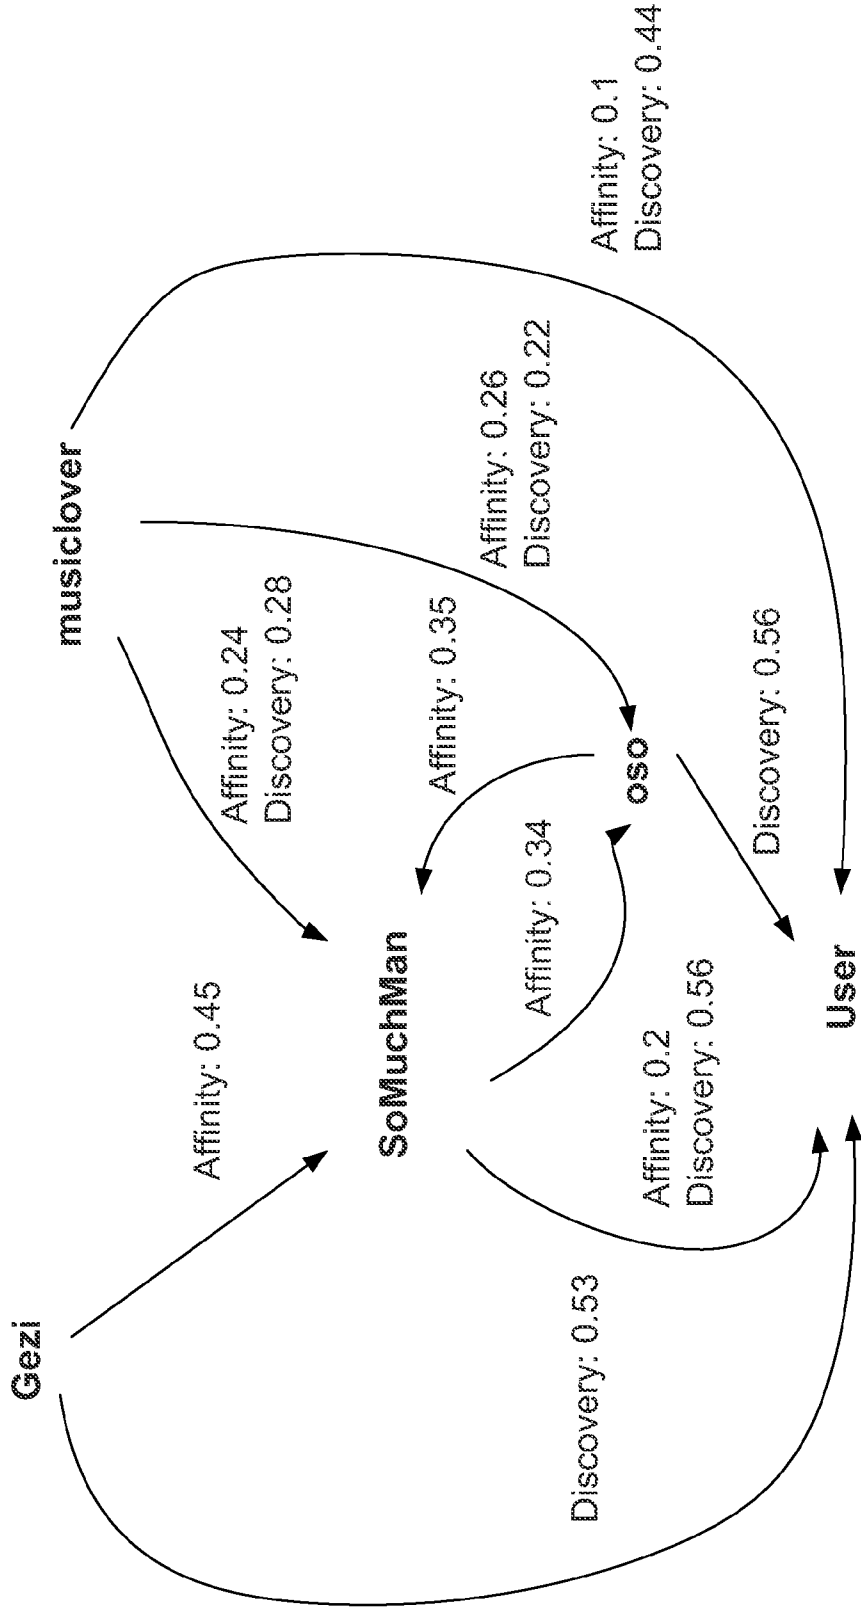 Gezi
musiclover
Affinity: 0.45
Affinity: 0.24
Discovery: 0.28
SoMuchMan
Affinity: 0.35
Affinity: 0.26
Discovery: 0.22
Affinity: 0.1
Discovery: 0.44
Affinity: 0.34
oso
Discovery: 0.53
Affinity: 0.2
Discovery: 0.56
Discovery: 0.56
User